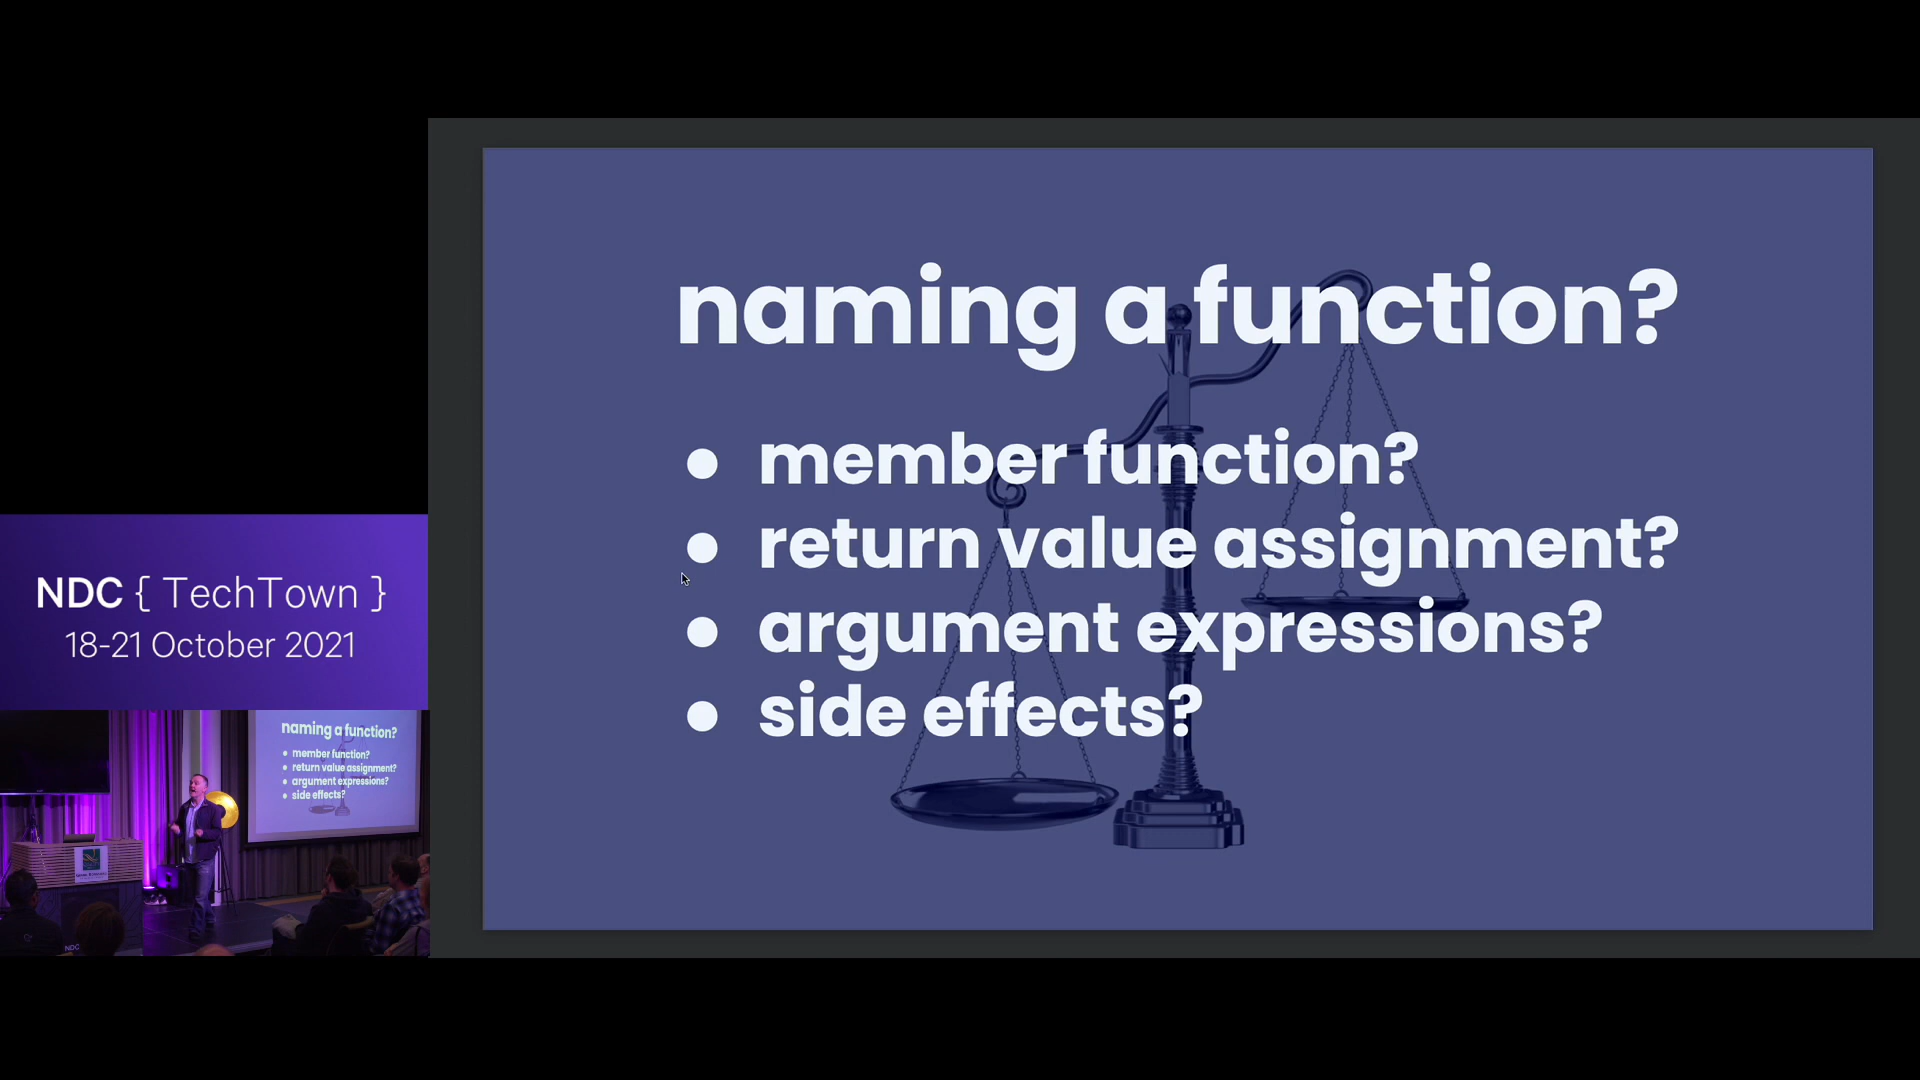 naming a function?
● member function?
● return value assignment?
● argument expressions?
● side effects?
NDC { TechTown }
18-21 October 2021
naming a function?
● member function?
● return value assignment?
● argument expressions?
● side effects?
NDC